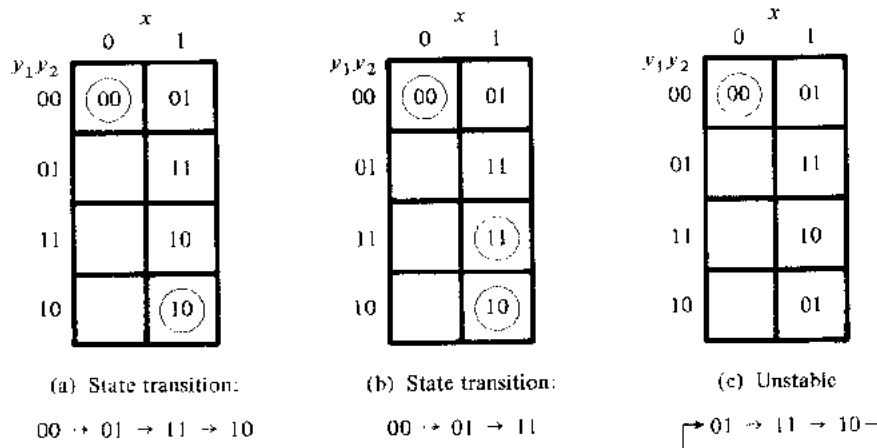 x x x
0 1 0 1 0 1
y₁y₂ y₁y₂ y₁y₂
00 00 01 00 00 01 00 00 01
01 11 01 11 01 11
11 10 11 11 11 10
10 10 10 10 10 01
(a) State transition: (b) State transition: (c) Unstable
00 → 01 → 11 → 10 00 → 01 → 11 → 01 → 11 → 10